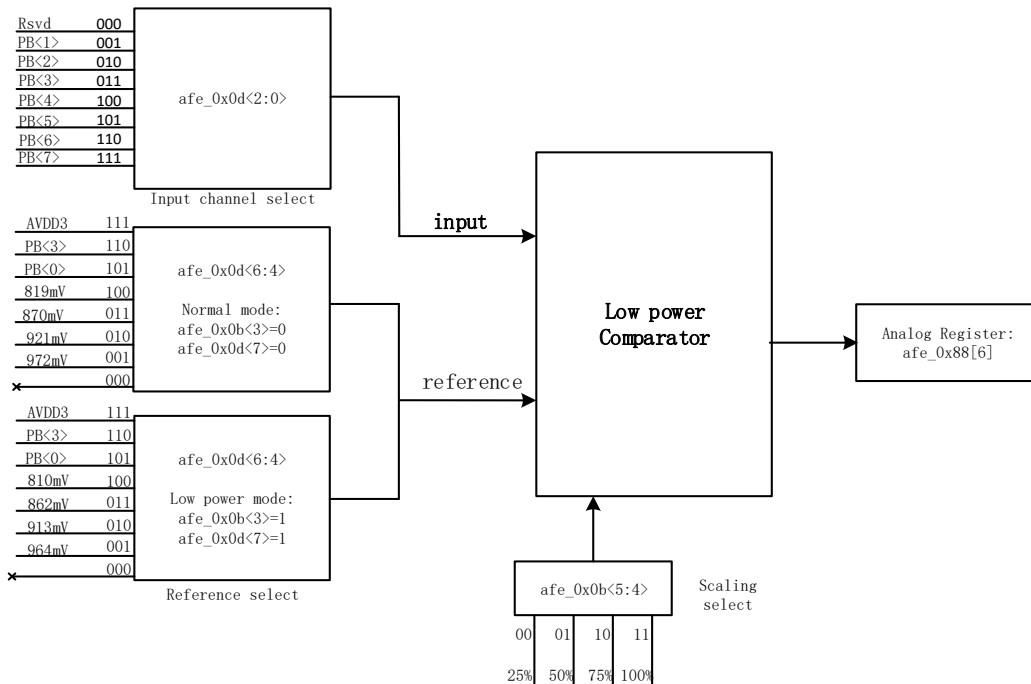 Rsvd 000
PB<1> 001
PB<2> 010
PB<3> 011
PB<4> 100
PB<5> 101
PB<6> 110
PB<7> 111
afe_0x0d<2:0>
Input channel select
AVDD3 111
PB<3> 110
PB<0> 101
819mV 100
870mV 011
921mV 010
972mV 001
000
afe_0x0d<6:4>
Normal mode:
afe_0x0b<3>=0
afe_0x0d<7>=0
AVDD3 111
PB<3> 110
PB<0> 101
810mV 100
862mV 011
913mV 010
964mV 001
000
afe_0x0d<6:4>
Low power mode:
afe_0x0b<3>=1
afe_0x0d<7>=1
Reference select
input
reference
Low power
Comparator
Analog Register:
afe_0x88[6]
afe_0x0b<5:4>
Scaling
select
00 01 10 11
25% 50% 75% 100%